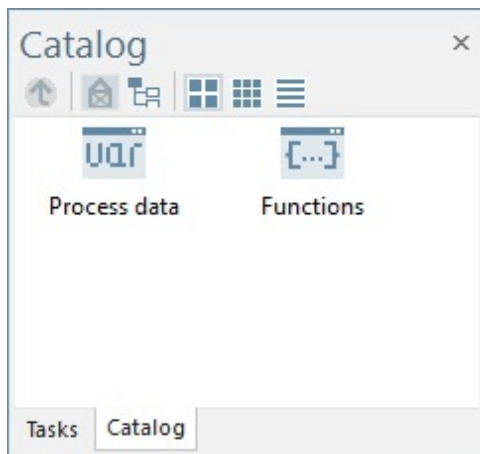 Catalog
var {...}
Process data Functions
Tasks Catalog